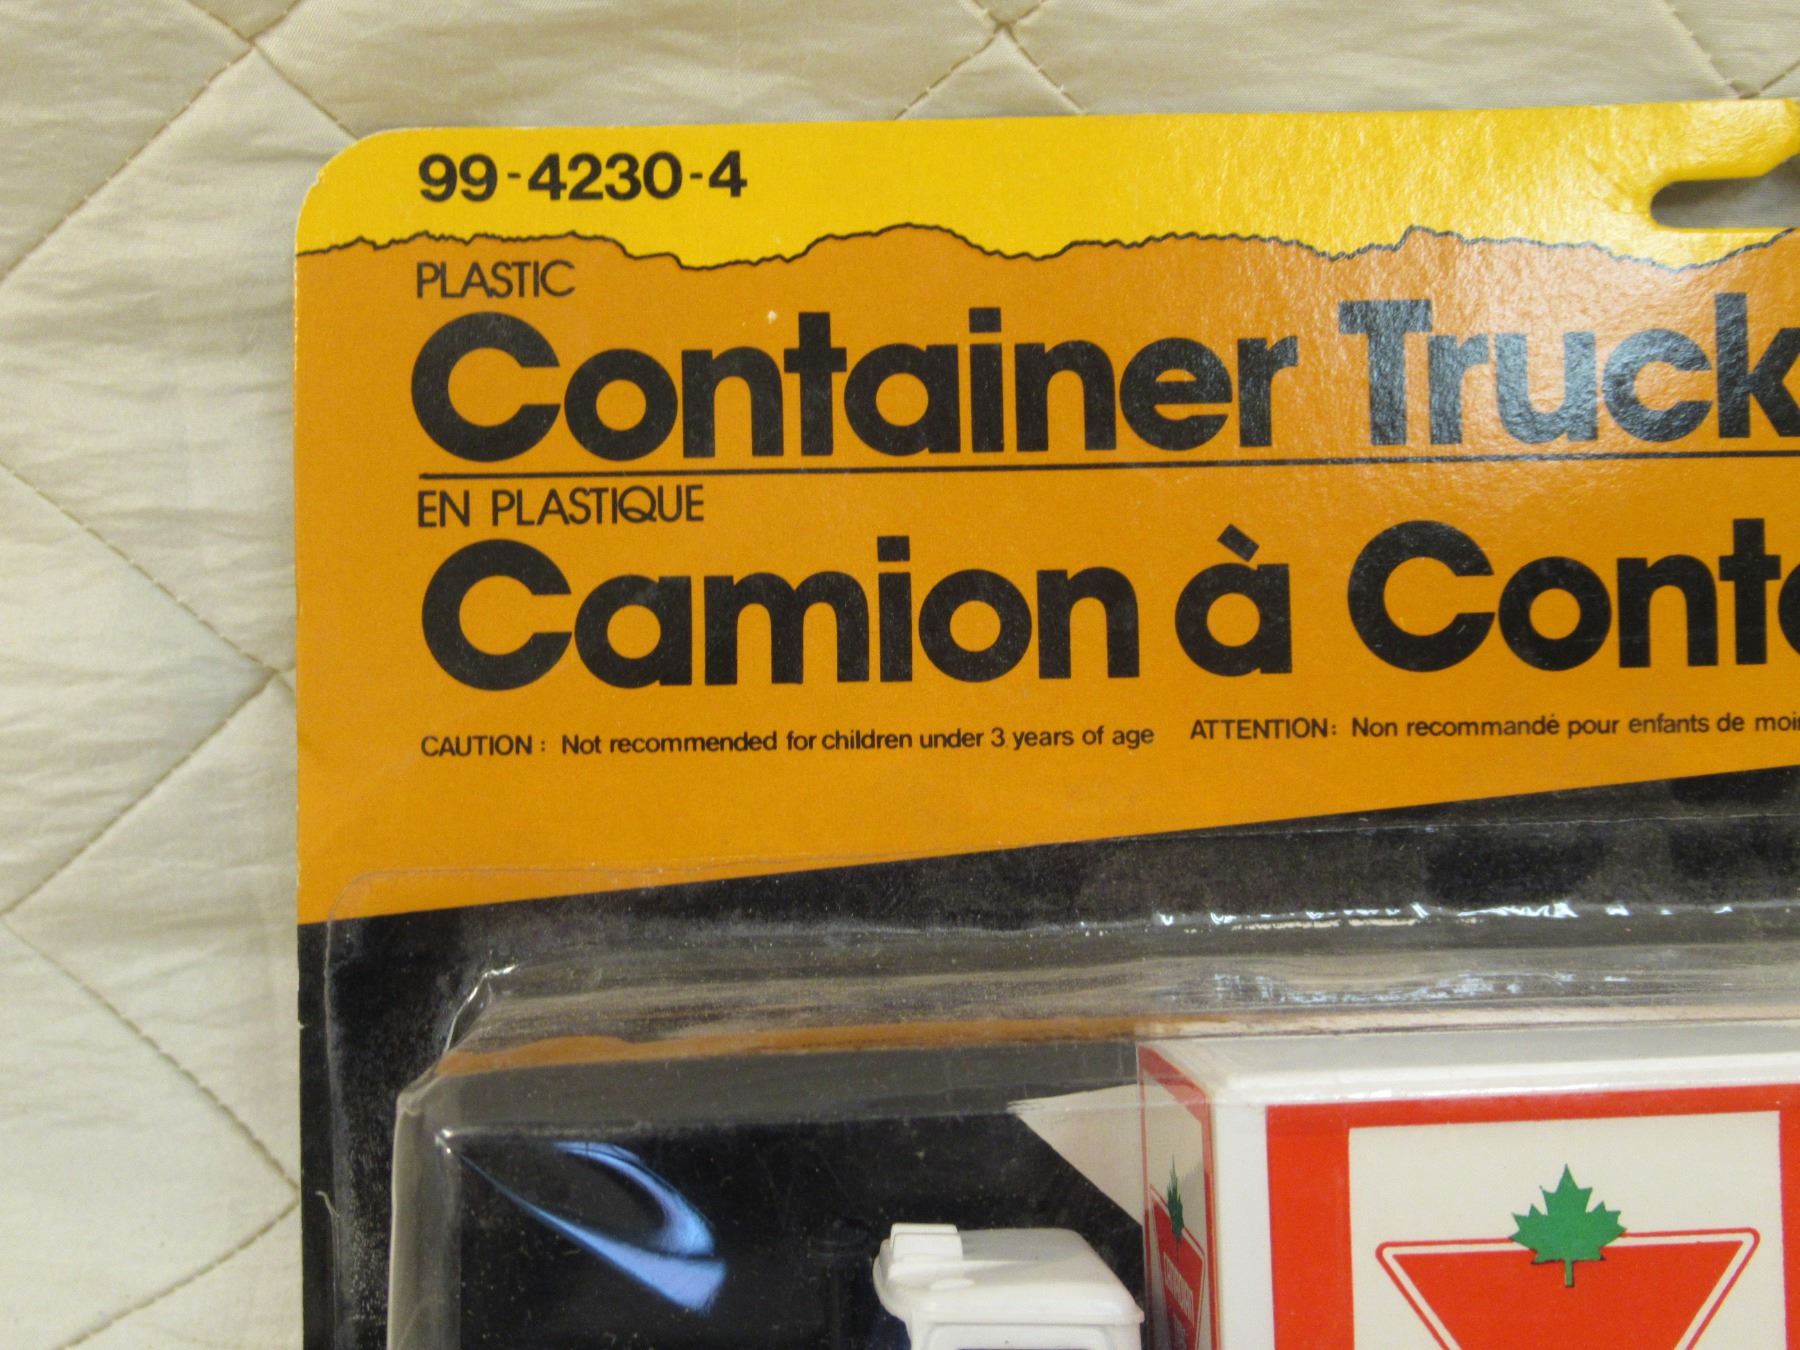 99-4230-4
PLASTIC
Container Truck
EN PLASTIQUE
Camion à Conte
CAUTION : Not recommended for children under 3 years of age ATTENTION: Non recommandé pour enfants de moin